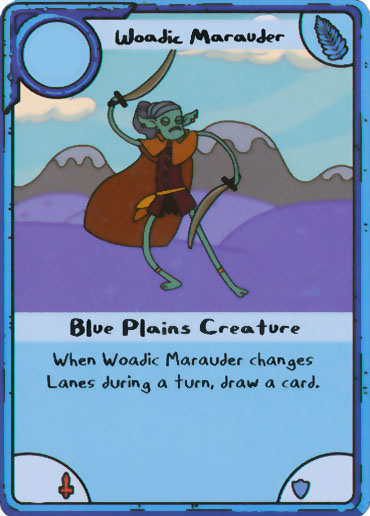 Woadic Marauder
Blue Plains Creature
When Woadic Marauder changes
Lanes during a turn, draw a card.